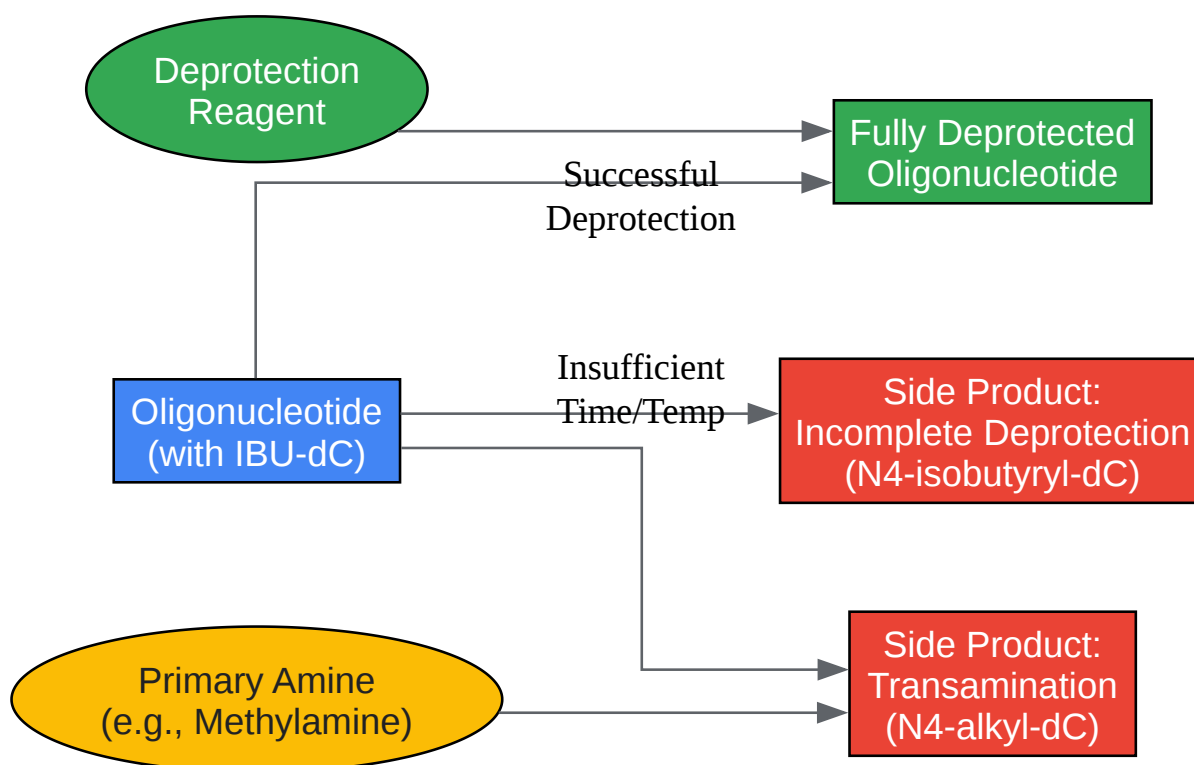 Deprotection
Reagent
Fully Deprotected
Oligonucleotide
Successful
Deprotection
Insufficient
Time/Temp
Oligonucleotide
(with IBU-dC)
Side Product:
Incomplete Deprotection
(N4-isobutyryl-dC)
Primary Amine
(e.g., Methylamine)
Side Product:
Transamination
(N4-alkyl-dC)